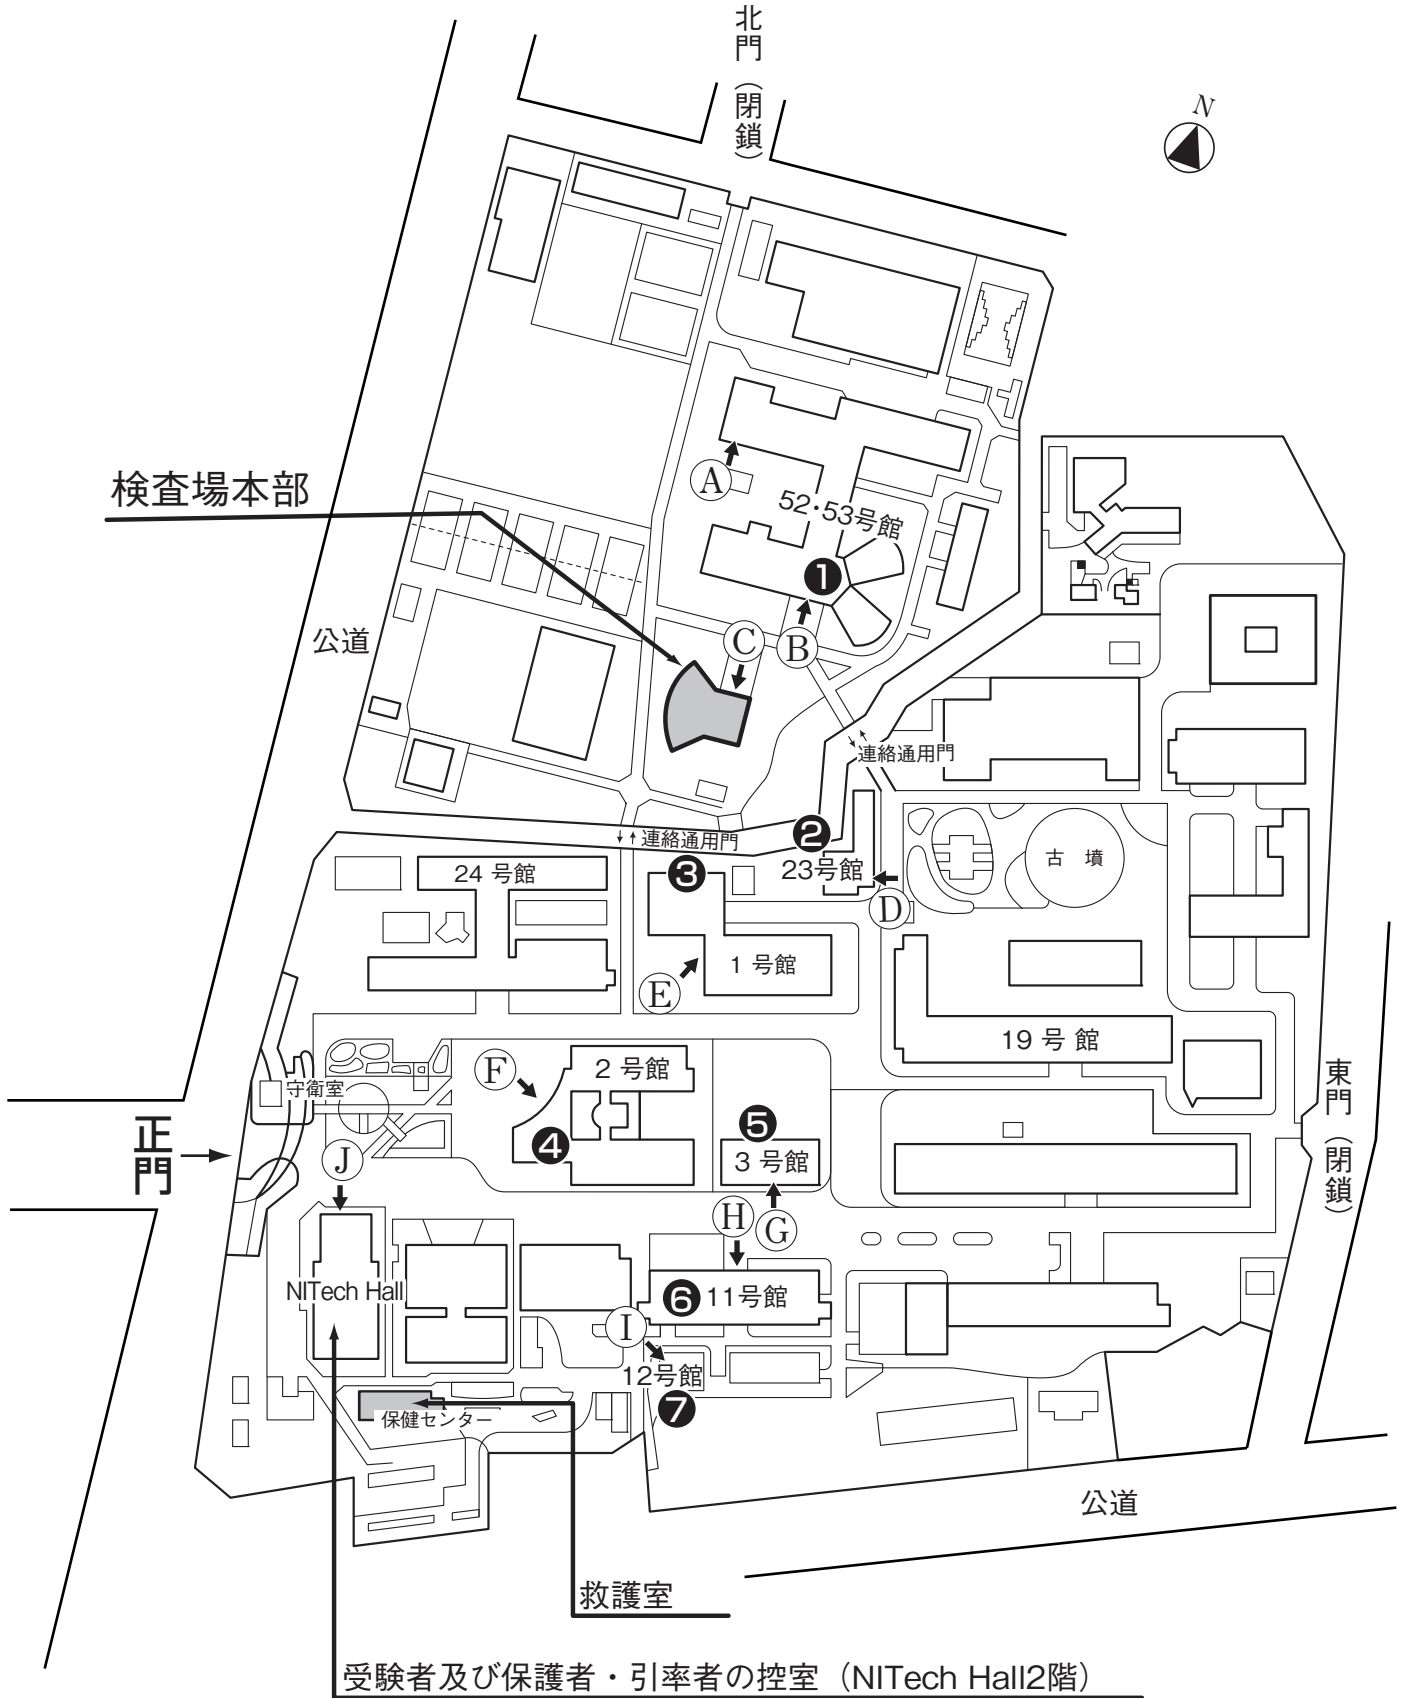 北門（閉鎖）
N
検査場本部
A
52・53号館
❶
公道
C
B
連絡通用門
❷
連絡通用門
❸
24 号館
23号館
古 墳
D
1 号館
E
19 号 館
F
2 号館
守衛室
東門（閉鎖）
正門
❹
❺
3 号館
J
H
G
NITech Hall
❻
11号館
I
12号館
❼
保健センター
公道
救護室
受験者及び保護者・引率者の控室（NITech Hall2階）